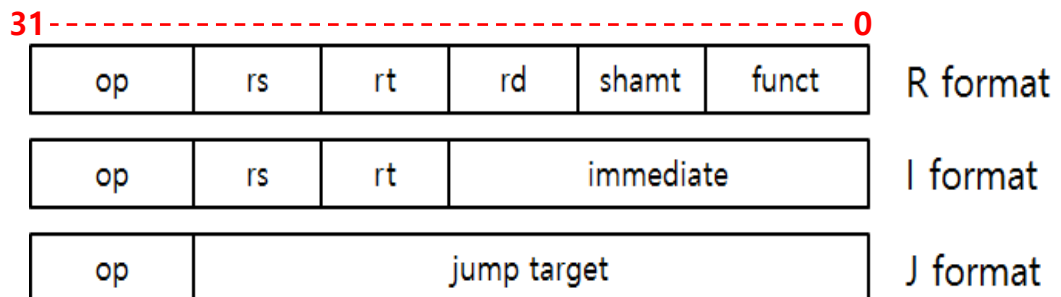 31 0
op rs rt rd shamt funct R format
op rs rt immediate I format
op jump target J format